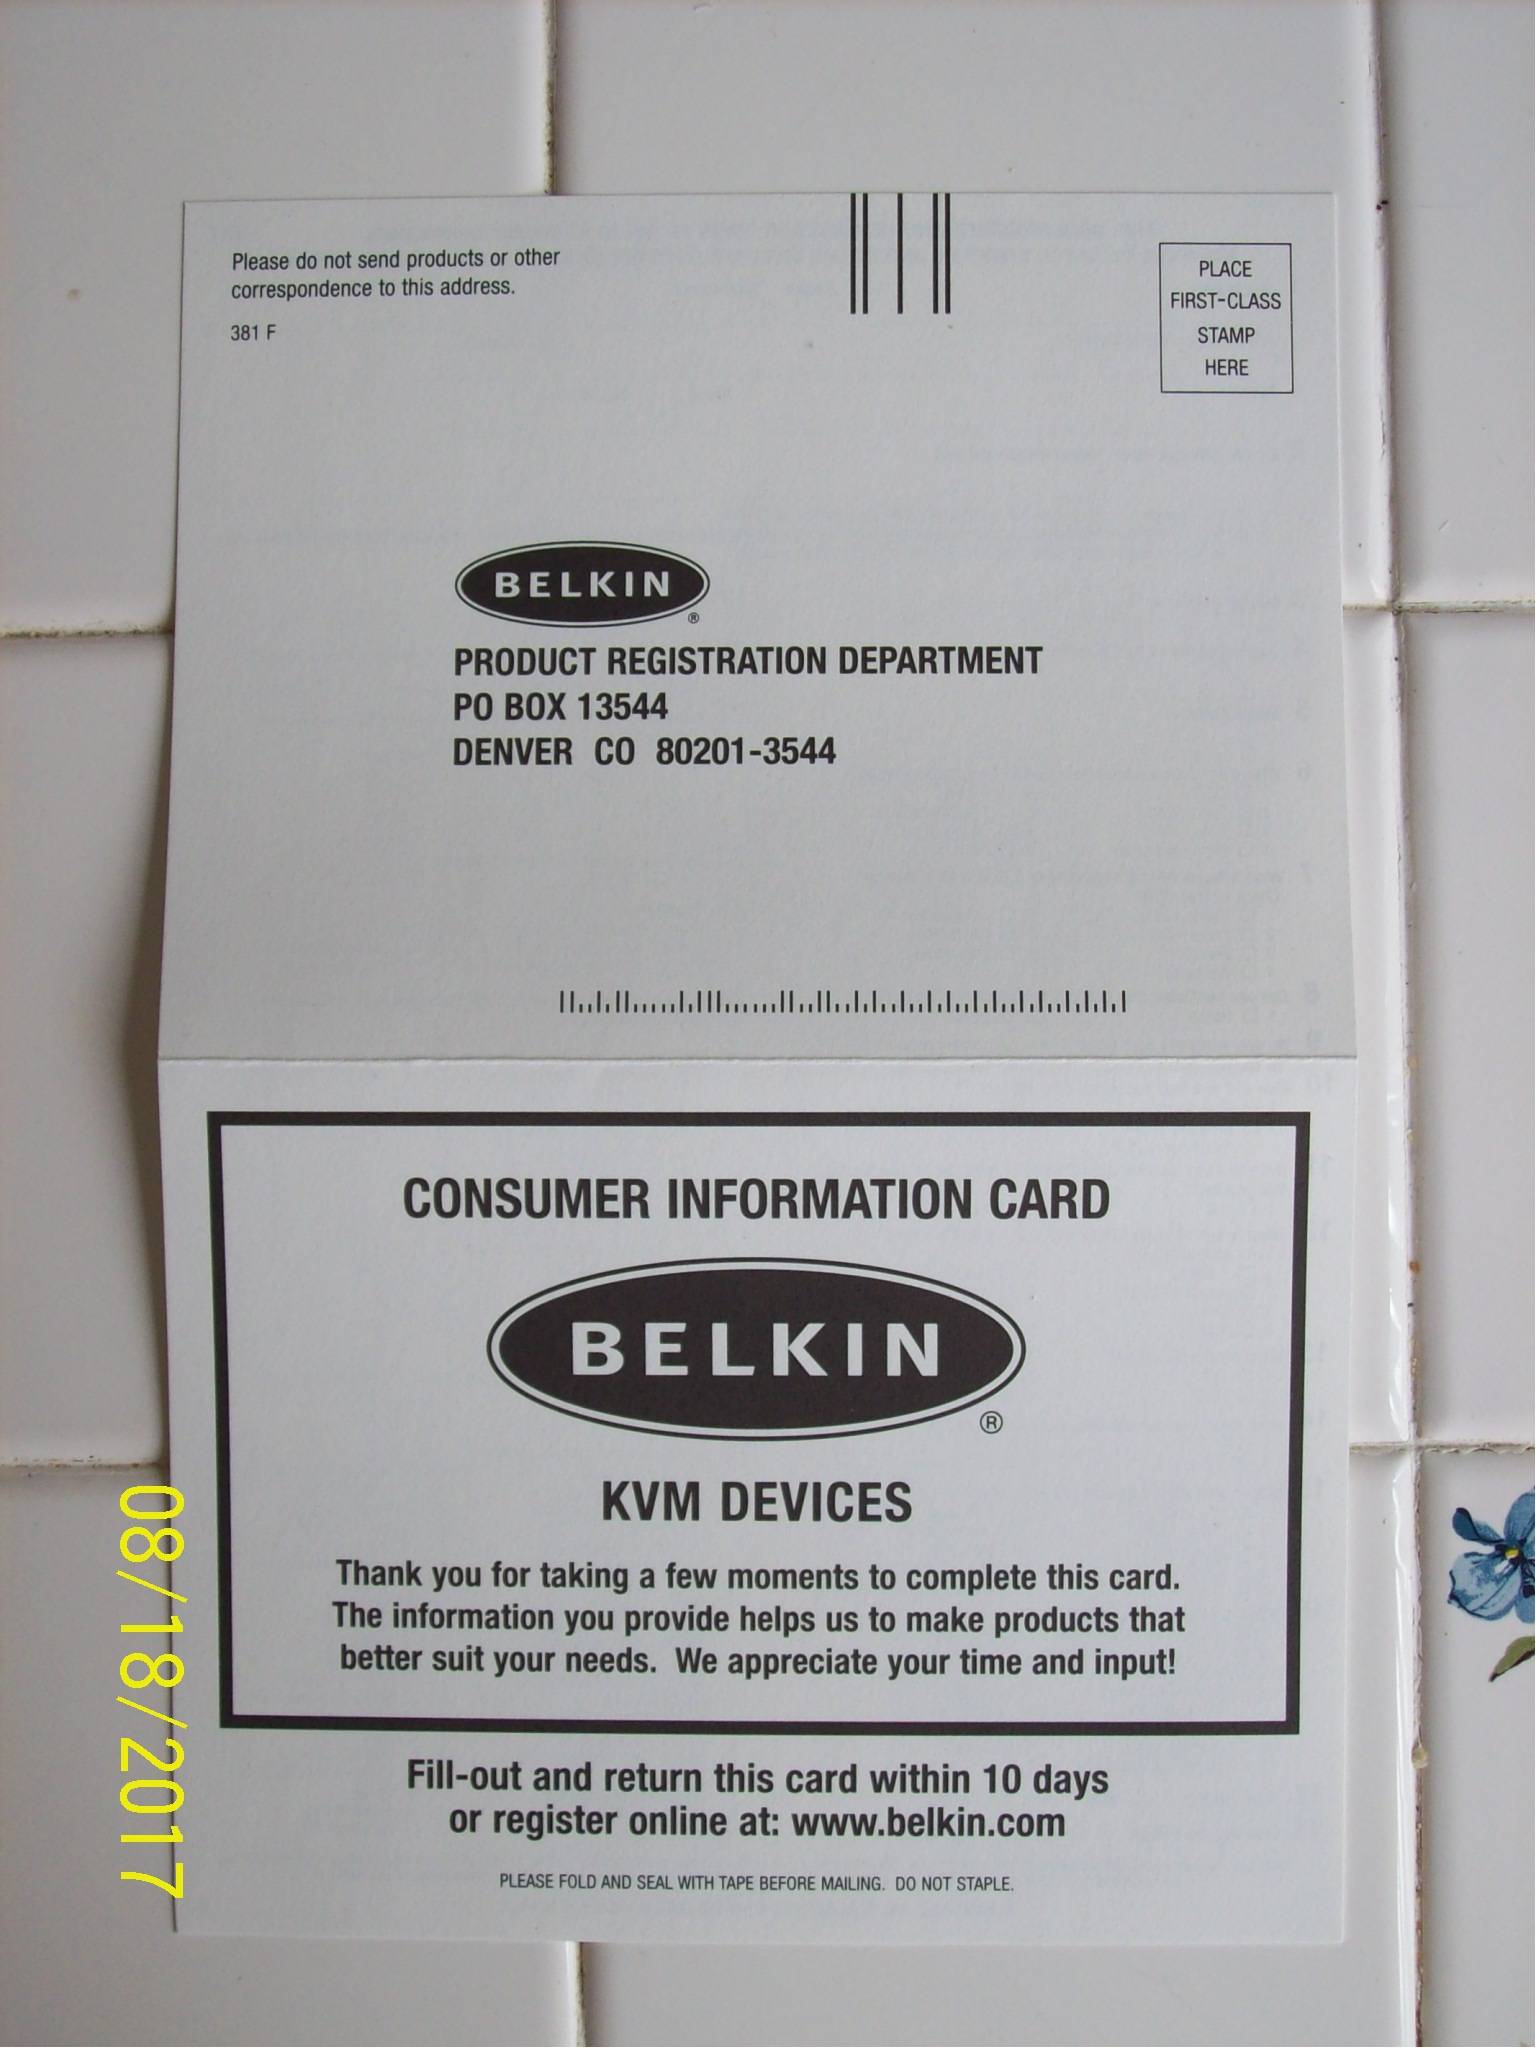 Please do not send products or other
correspondence to this address.
381 F
PLACE
FIRST-CLASS
STAMP
HERE
BELKIN
®
PRODUCT REGISTRATION DEPARTMENT
PO BOX 13544
DENVER CO 80201-3544
CONSUMER INFORMATION CARD
BELKIN
®
KVM DEVICES
Thank you for taking a few moments to complete this card.
The information you provide helps us to make products that
better suit your needs. We appreciate your time and input!
Fill-out and return this card within 10 days
or register online at: www.belkin.com
PLEASE FOLD AND SEAL WITH TAPE BEFORE MAILING. DO NOT STAPLE.
08/18/2017